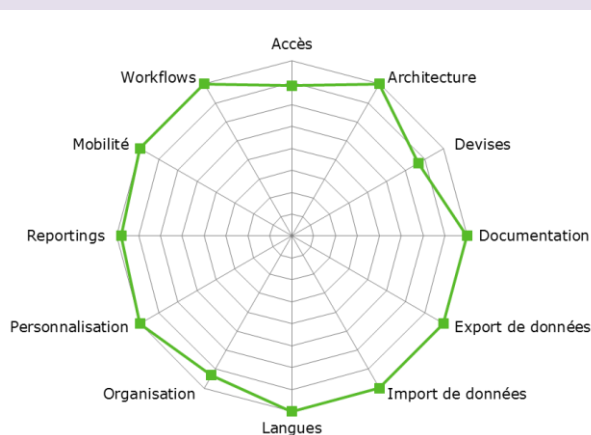 Accès
Workflows
Architecture
Mobilité
Devises
Reportings
Documentation
Personnalisation
Export de données
Organisation
Import de données
Langues